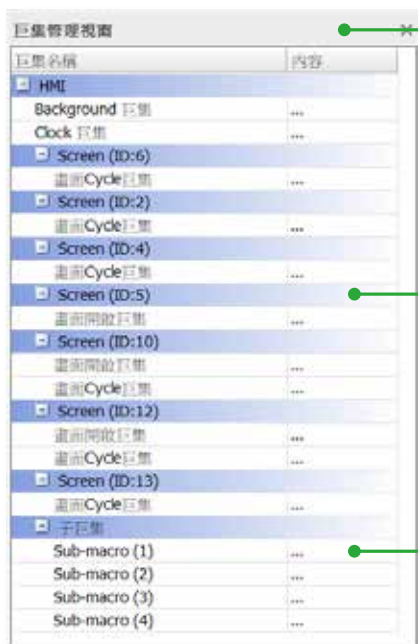 巨集管理視窗
巨集名稱 內容
HMI
Background 巨集 ...
Clock 巨集 ...
Screen (ID:6)
畫面Cycle巨集 ...
Screen (ID:2)
畫面Cycle巨集 ...
Screen (ID:4)
畫面Cycle巨集 ...
Screen (ID:5)
畫面開啟巨集 ...
Screen (ID:10)
畫面開啟巨集 ...
畫面Cycle巨集 ...
Screen (ID:12)
畫面開啟巨集 ...
畫面Cycle巨集 ...
Screen (ID:13)
畫面Cycle巨集 ...
子巨集
Sub-macro (1) ...
Sub-macro (2) ...
Sub-macro (3) ...
Sub-macro (4) ...